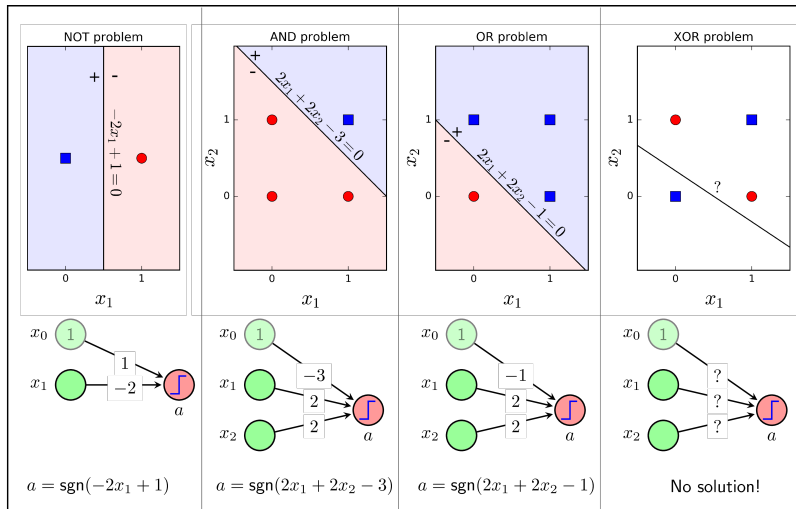 NOT problem
+ -
−2x₁ + 1 = 0
0 1
x₁
AND problem
+
-
2x₁ + 2x₂ − 3 = 0
1
0
x₂
0 1
x₁
OR problem
+
-
2x₁ + 2x₂ − 1 = 0
1
0
x₂
0 1
x₁
XOR problem
?
1
0
x₂
0 1
x₁
x₀ 1
1
x₁ −2
a
a = sgn(−2x₁ + 1)
x₀ 1
−3
x₁ 2
x₂ 2
a
a = sgn(2x₁ + 2x₂ − 3)
x₀ 1
−1
x₁ 2
x₂ 2
a
a = sgn(2x₁ + 2x₂ − 1)
x₀ 1
?
x₁ ?
x₂ ?
a
No solution!